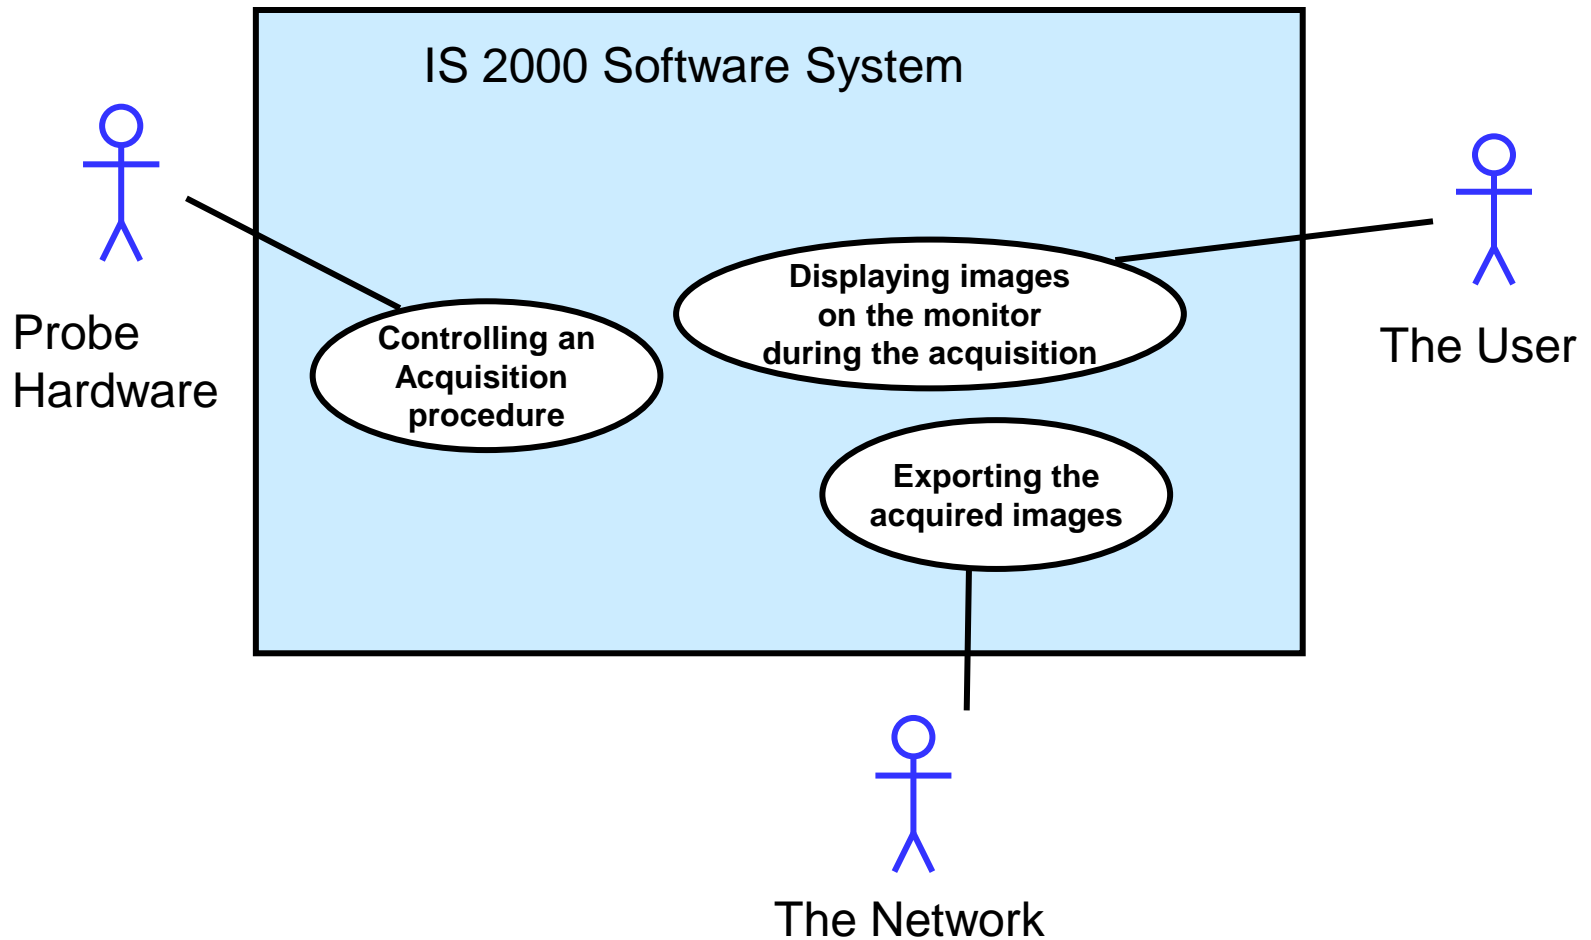 IS 2000 Software System
Probe
Hardware
Controlling an
Acquisition
procedure
Displaying images
on the monitor
during the acquisition
The User
Exporting the
acquired images
The Network